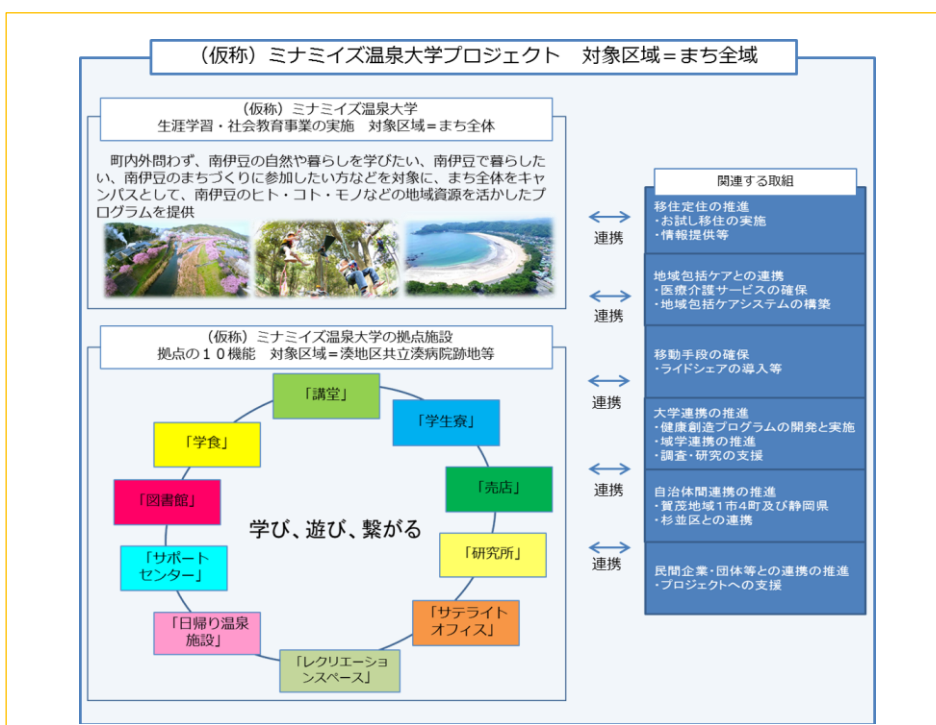 （仮称）ミナミイズ温泉大学プロジェクト　対象区域＝まち全域
（仮称）ミナミイズ温泉大学
生涯学習・社会教育事業の実施　対象区域＝まち全体
町内外問わず、南伊豆の自然や暮らしを学びたい、南伊豆で暮らした
い、南伊豆のまちづくりに参加したい方などを対象に、まち全体をキャ
ンパスとして、南伊豆のヒト・コト・モノなどの地域資源を活かしたプ
ログラムを提供
（仮称）ミナミイズ温泉大学の拠点施設
拠点の１０機能　対象区域＝湊地区共立湊病院跡地等
「講堂」
「学生寮」
「売店」
「研究所」
「サテライト
オフィス」
「レクリエーショ
ンスペース」
「日帰り温泉
施設」
「サポート
センター」
「図書館」
「学食」
学び、遊び、繋がる
連携
連携
連携
連携
連携
関連する取組
移住定住の推進
・お試し移住の実施
・情報提供等
地域包括ケアとの連携
・医療介護サービスの確保
・地域包括ケアシステムの構築
移動手段の確保
・ライドシェアの導入等
大学連携の推進
・健康創造プログラムの開発と実施
・域学連携の推進
・調査・研究の支援
自治体間連携の推進
・賀茂地域１市４町及び静岡県
・杉並区との連携
民間企業・団体等との連携の推進
・プロジェクトへの支援